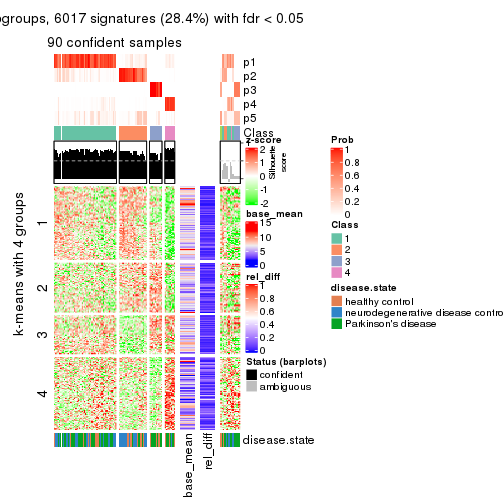 ogroups, 6017 signatures (28.4%) with fdr < 0.05
90 confident samples
p1
p2
p3
p4
p5
Class
Silhouette
score
z-score
2
1
0
-1
-2
base_mean
15
10
5
0
rel_diff
1
0.8
0.6
0.4
0.2
0
Status (barplots)
confident
ambiguous
Prob
1
0.8
0.6
0.4
0.2
0
Class
1
2
3
4
disease.state
healthy control
neurodegenerative disease contro
Parkinson's disease
k-means with 4 groups
1
2
3
4
disease.state
base_mean
rel_diff